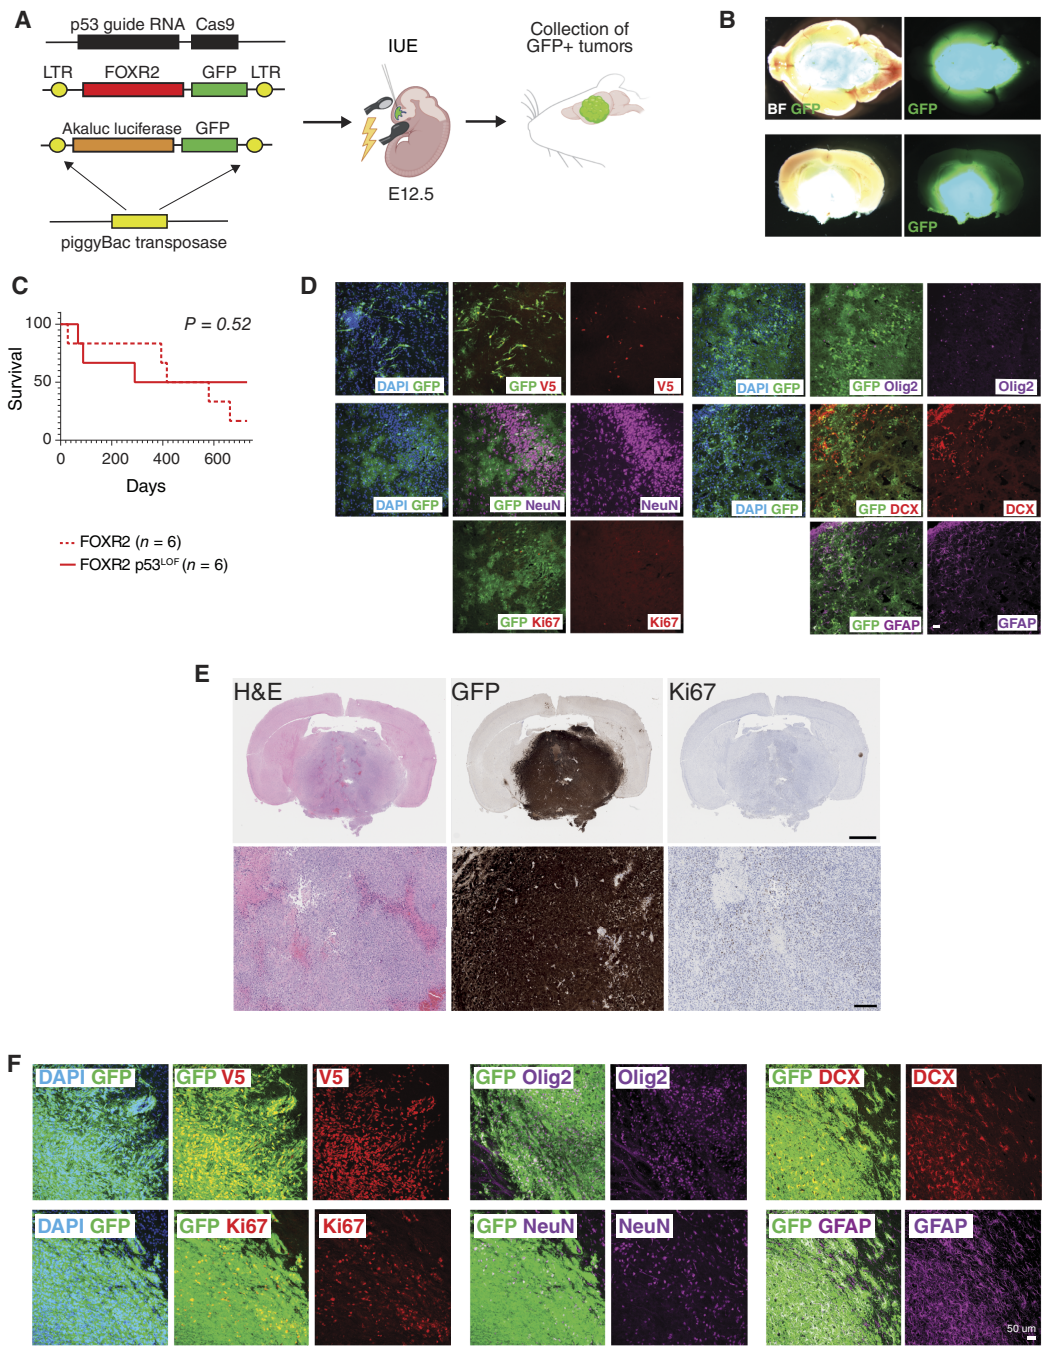 A
p53 guide RNA Cas9
LTR FOXR2 GFP LTR
Akaluc luciferase GFP
piggyBac transposase
IUE
E12.5
Collection of
GFP+ tumors
B
BF GFP
GFP
GFP
C
P = 0.52
Survival
100
50
0
0 200 400 600
Days
FOXR2 (n = 6)
FOXR2 p53LOF (n = 6)
D
DAPI GFP
GFP V5
V5
DAPI GFP
GFP Olig2
Olig2
DAPI GFP
GFP NeuN
NeuN
DAPI GFP
GFP DCX
DCX
GFP Ki67
Ki67
GFP GFAP
GFAP
E
H&E
GFP
Ki67
F
DAPI GFP
GFP V5
V5
GFP Olig2
Olig2
GFP DCX
DCX
DAPI GFP
GFP Ki67
Ki67
GFP NeuN
NeuN
GFP GFAP
GFAP
50 um